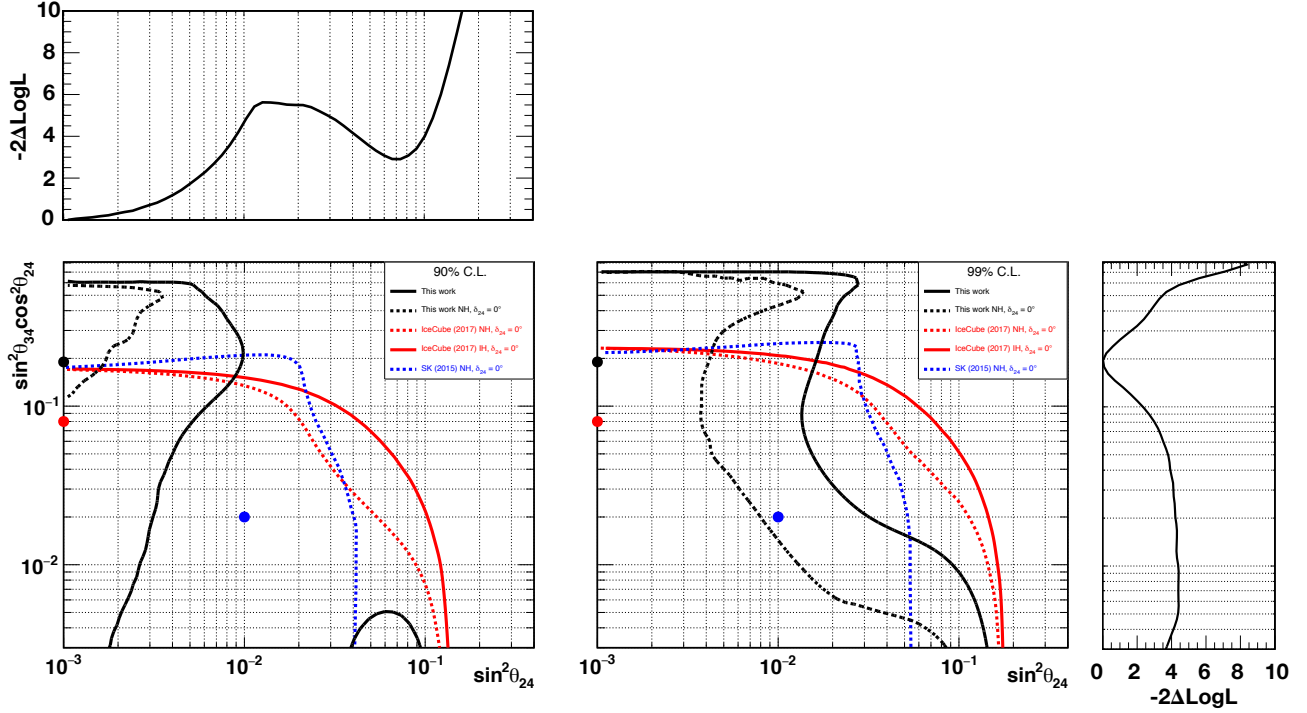 -2ΔLogL
10
8
6
4
2
0
sin²θ₃₄cos²θ₂₄
10⁻¹
10⁻²
90% C.L.
This work
This work NH, δ₂₄ = 0°
IceCube (2017) NH, δ₂₄ = 0°
IceCube (2017) IH, δ₂₄ = 0°
SK (2015) NH, δ₂₄ = 0°
10⁻³ 10⁻² 10⁻¹
sin²θ₂₄
99% C.L.
This work
This work NH, δ₂₄ = 0°
IceCube (2017) NH, δ₂₄ = 0°
IceCube (2017) IH, δ₂₄ = 0°
SK (2015) NH, δ₂₄ = 0°
10⁻³ 10⁻² 10⁻¹
sin²θ₂₄
0 2 4 6 8 10
-2ΔLogL